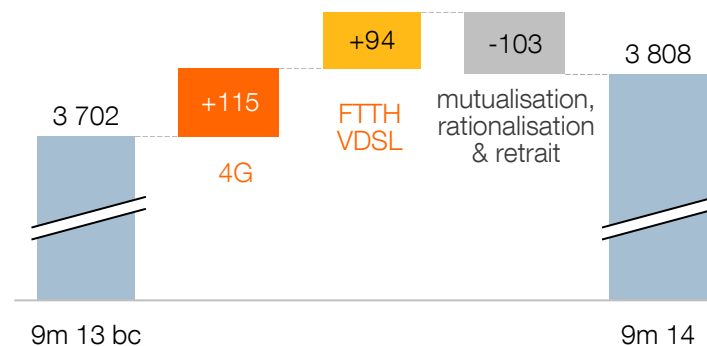 +94
-103
3 808
+115
3 702
FTTH
VDSL
mutualisation,
rationalisation
& retrait
4G
9m 13 bc
9m 14